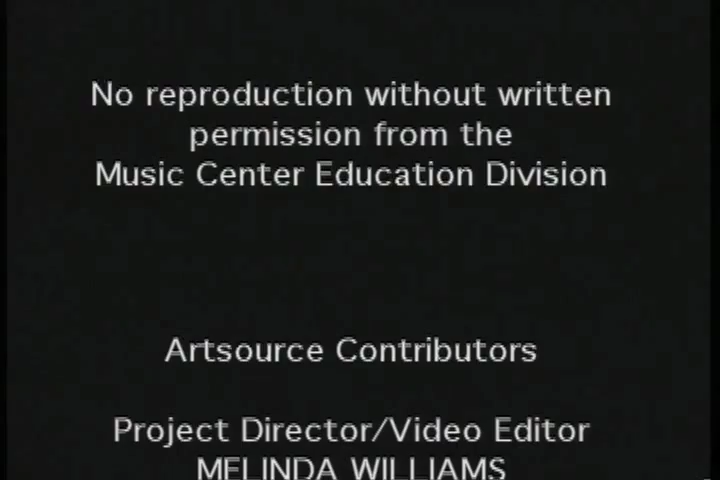 No reproduction without written
permission from the
Music Center Education Division
Artsource Contributors
Project Director/Video Editor
MELINDA WILLIAMS